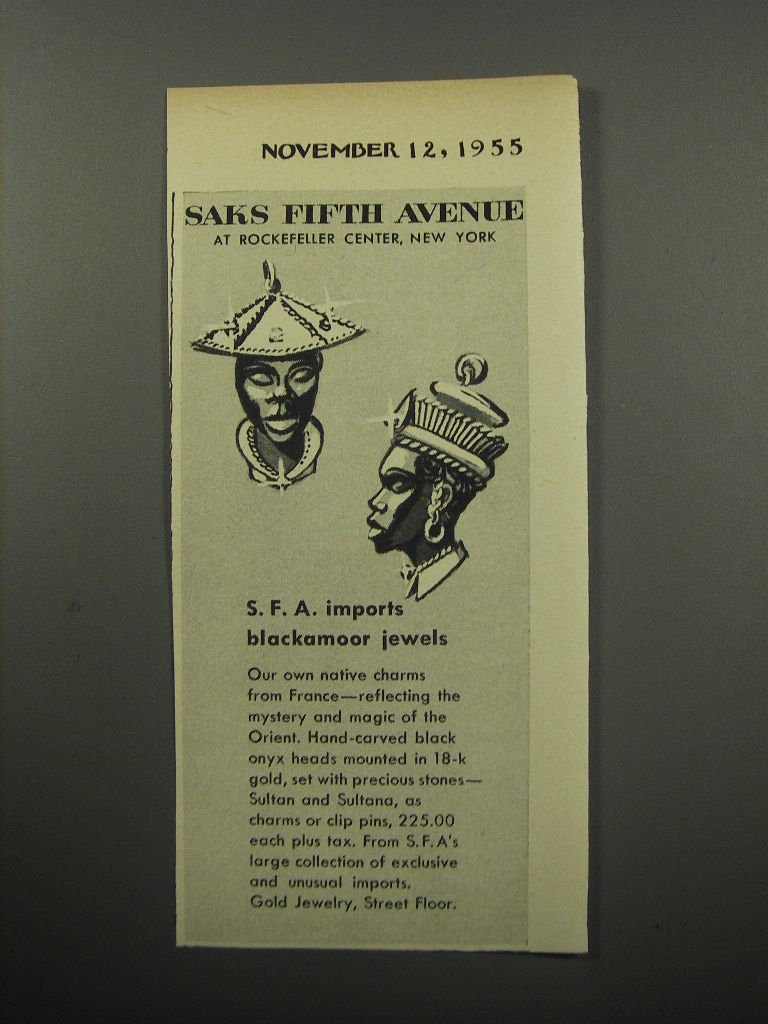 NOVEMBER 12, 1955
SAKS FIFTH AVENUE
AT ROCKEFELLER CENTER, NEW YORK
S. F. A. imports
blackamoor jewels
Our own native charms
from France—reflecting the
mystery and magic of the
Orient. Hand-carved black
onyx heads mounted in 18-k
gold, set with precious stones—
Sultan and Sultana, as
charms or clip pins, 225.00
each plus tax. From S.F.A's
large collection of exclusive
and unusual imports.
Gold Jewelry, Street Floor.